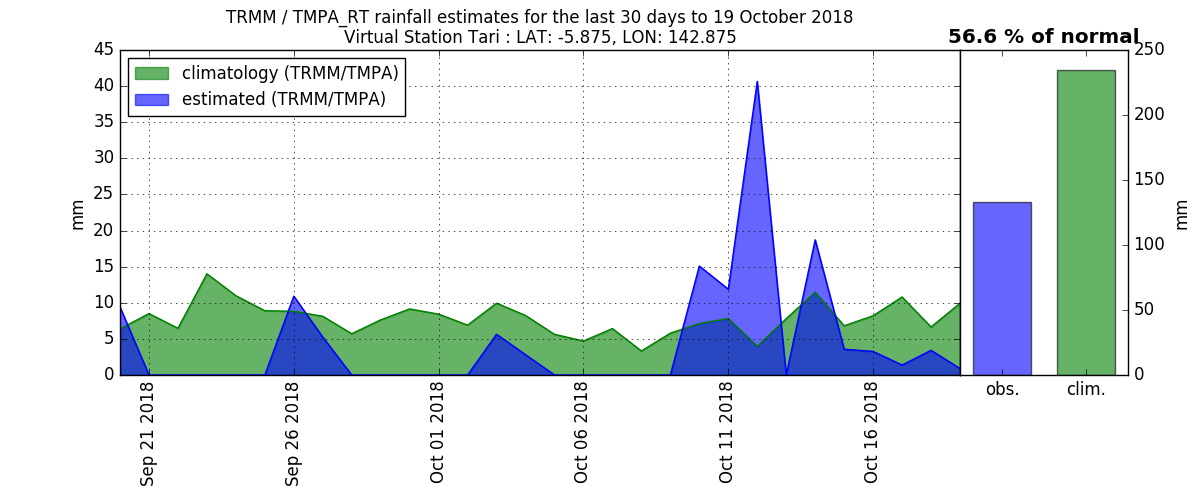 TRMM / TMPA_RT rainfall estimates for the last 30 days to 19 October 2018
Virtual Station Tari : LAT: -5.875, LON: 142.875
56.6 % of normal
climatology (TRMM/TMPA)
estimated (TRMM/TMPA)
mm
45
40
35
30
25
20
15
10
5
0
Sep 21 2018
Sep 26 2018
Oct 01 2018
Oct 06 2018
Oct 11 2018
Oct 16 2018
obs.
clim.
250
200
150
100
50
0
mm